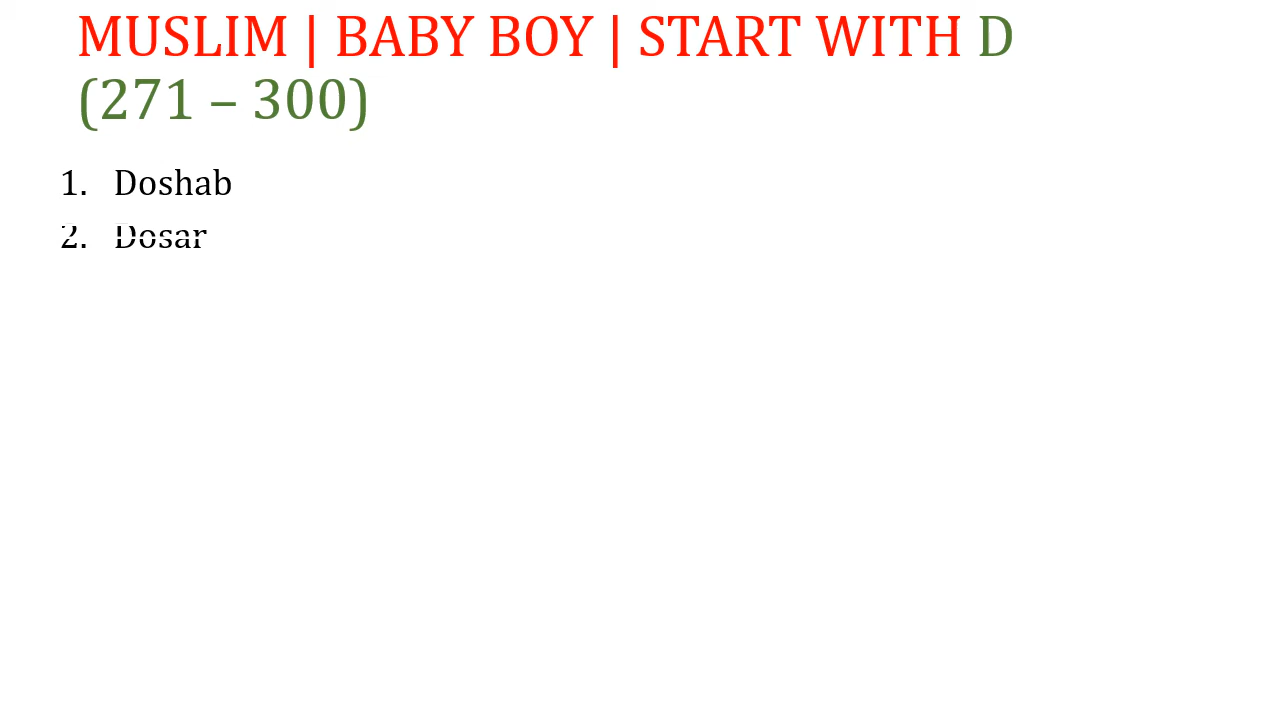 MUSLIM | BABY BOY | START WITH D
(271 – 300)
1. Doshab
2. Dosar